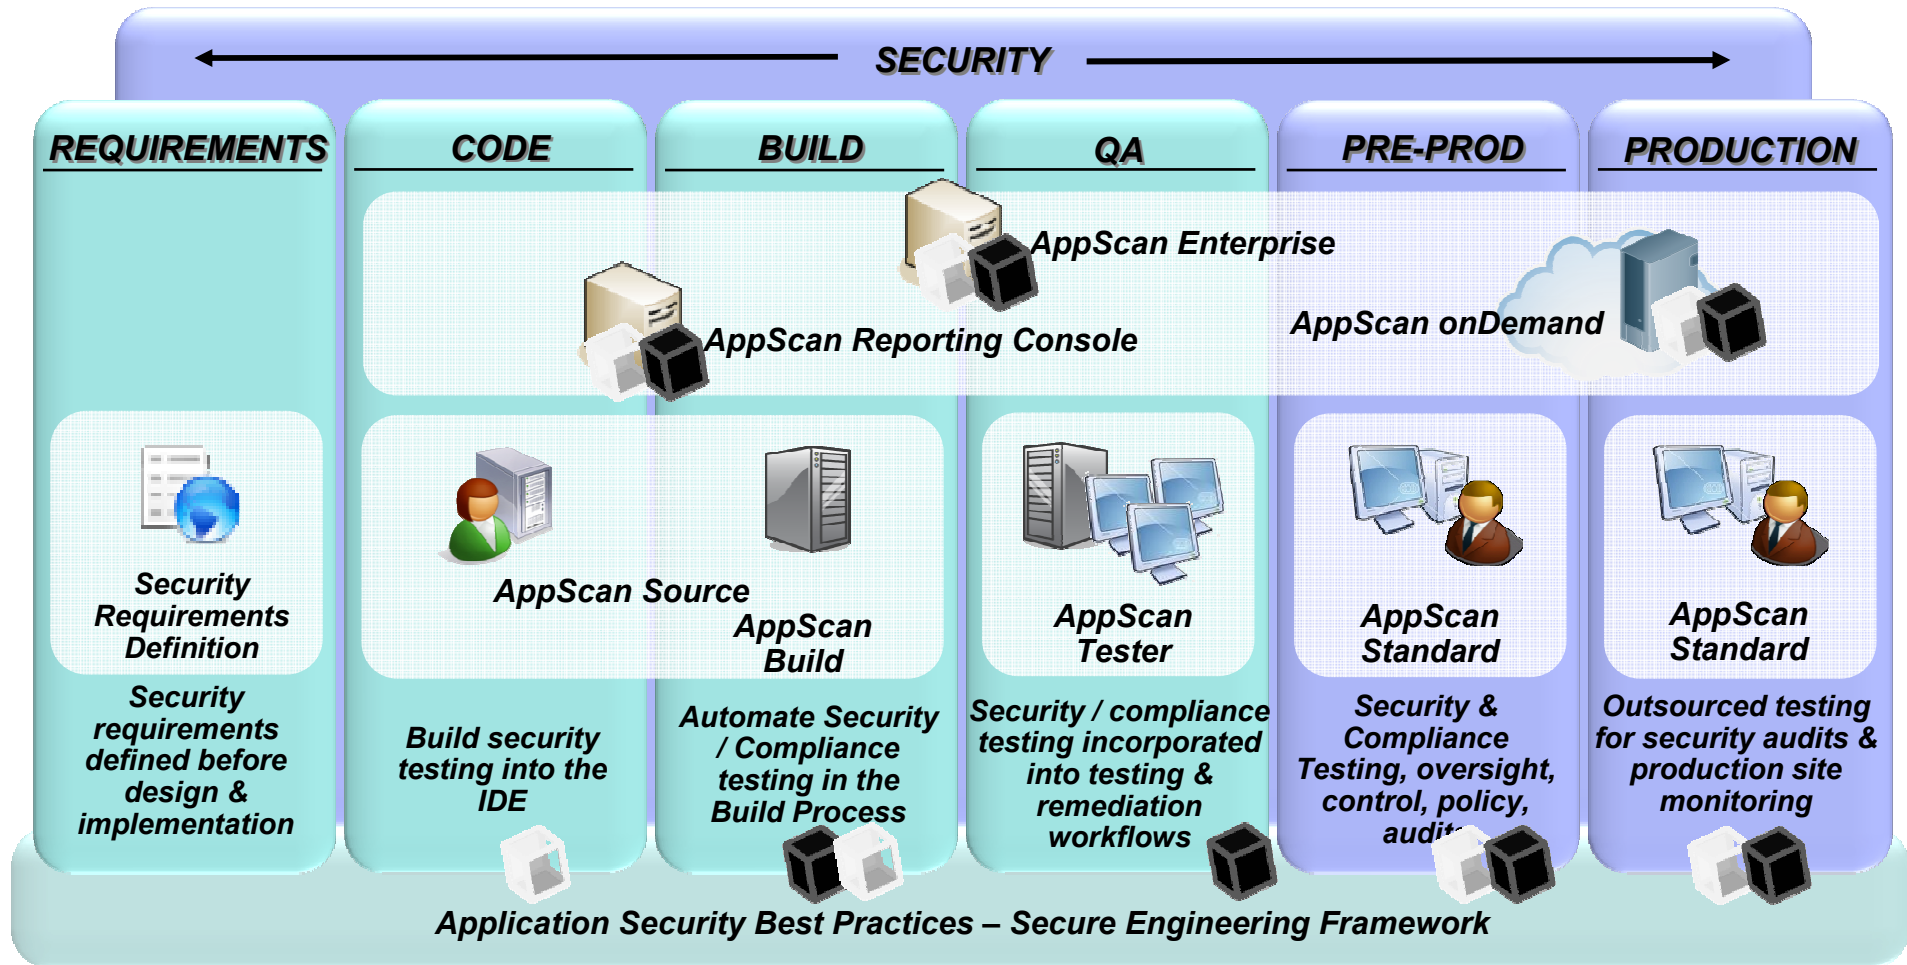 SECURITY
REQUIREMENTS
CODE
BUILD
QA
PRE-PROD
PRODUCTION
AppScan Enterprise
AppScan Reporting Console
AppScan onDemand
Security
Requirements
Definition
AppScan Source
AppScan
Build
AppScan
Tester
AppScan
Standard
AppScan
Standard
Security
requirements
defined before
design &
implementation
Build security
testing into the
IDE
Automate Security
/ Compliance
testing in the
Build Process
Security / compliance
testing incorporated
into testing &
remediation
workflows
Security &
Compliance
Testing, oversight,
control, policy,
audits
Outsourced testing
for security audits &
production site
monitoring
Application Security Best Practices – Secure Engineering Framework